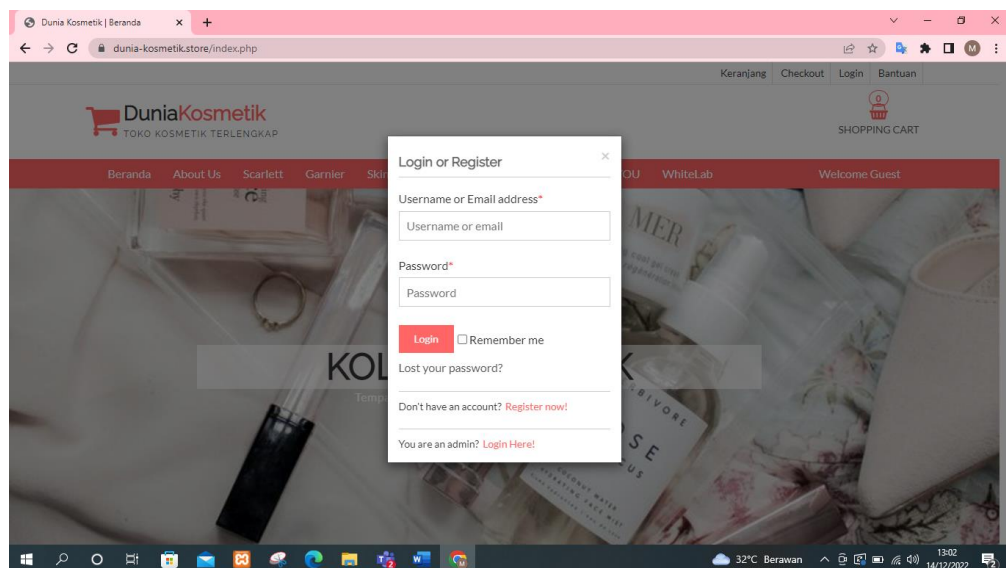 Dunia Kosmetik | Beranda
dunia-kosmetik.store/index.php
M
Keranjang Checkout Login Bantuan
DuniaKosmetik
TOKO KOSMETIK TERLENGKAP
0
SHOPPING CART
Beranda About Us Scarlett Garnier WhiteLab Welcome Guest
Login or Register
×
Username or Email address*
Username or email
Password*
Password
Login Remember me
Lost your password?
Don't have an account? Register now!
You are an admin? Login Here!
MER
COCONUT WATER
32°C Berawan
13:02
14/12/2022